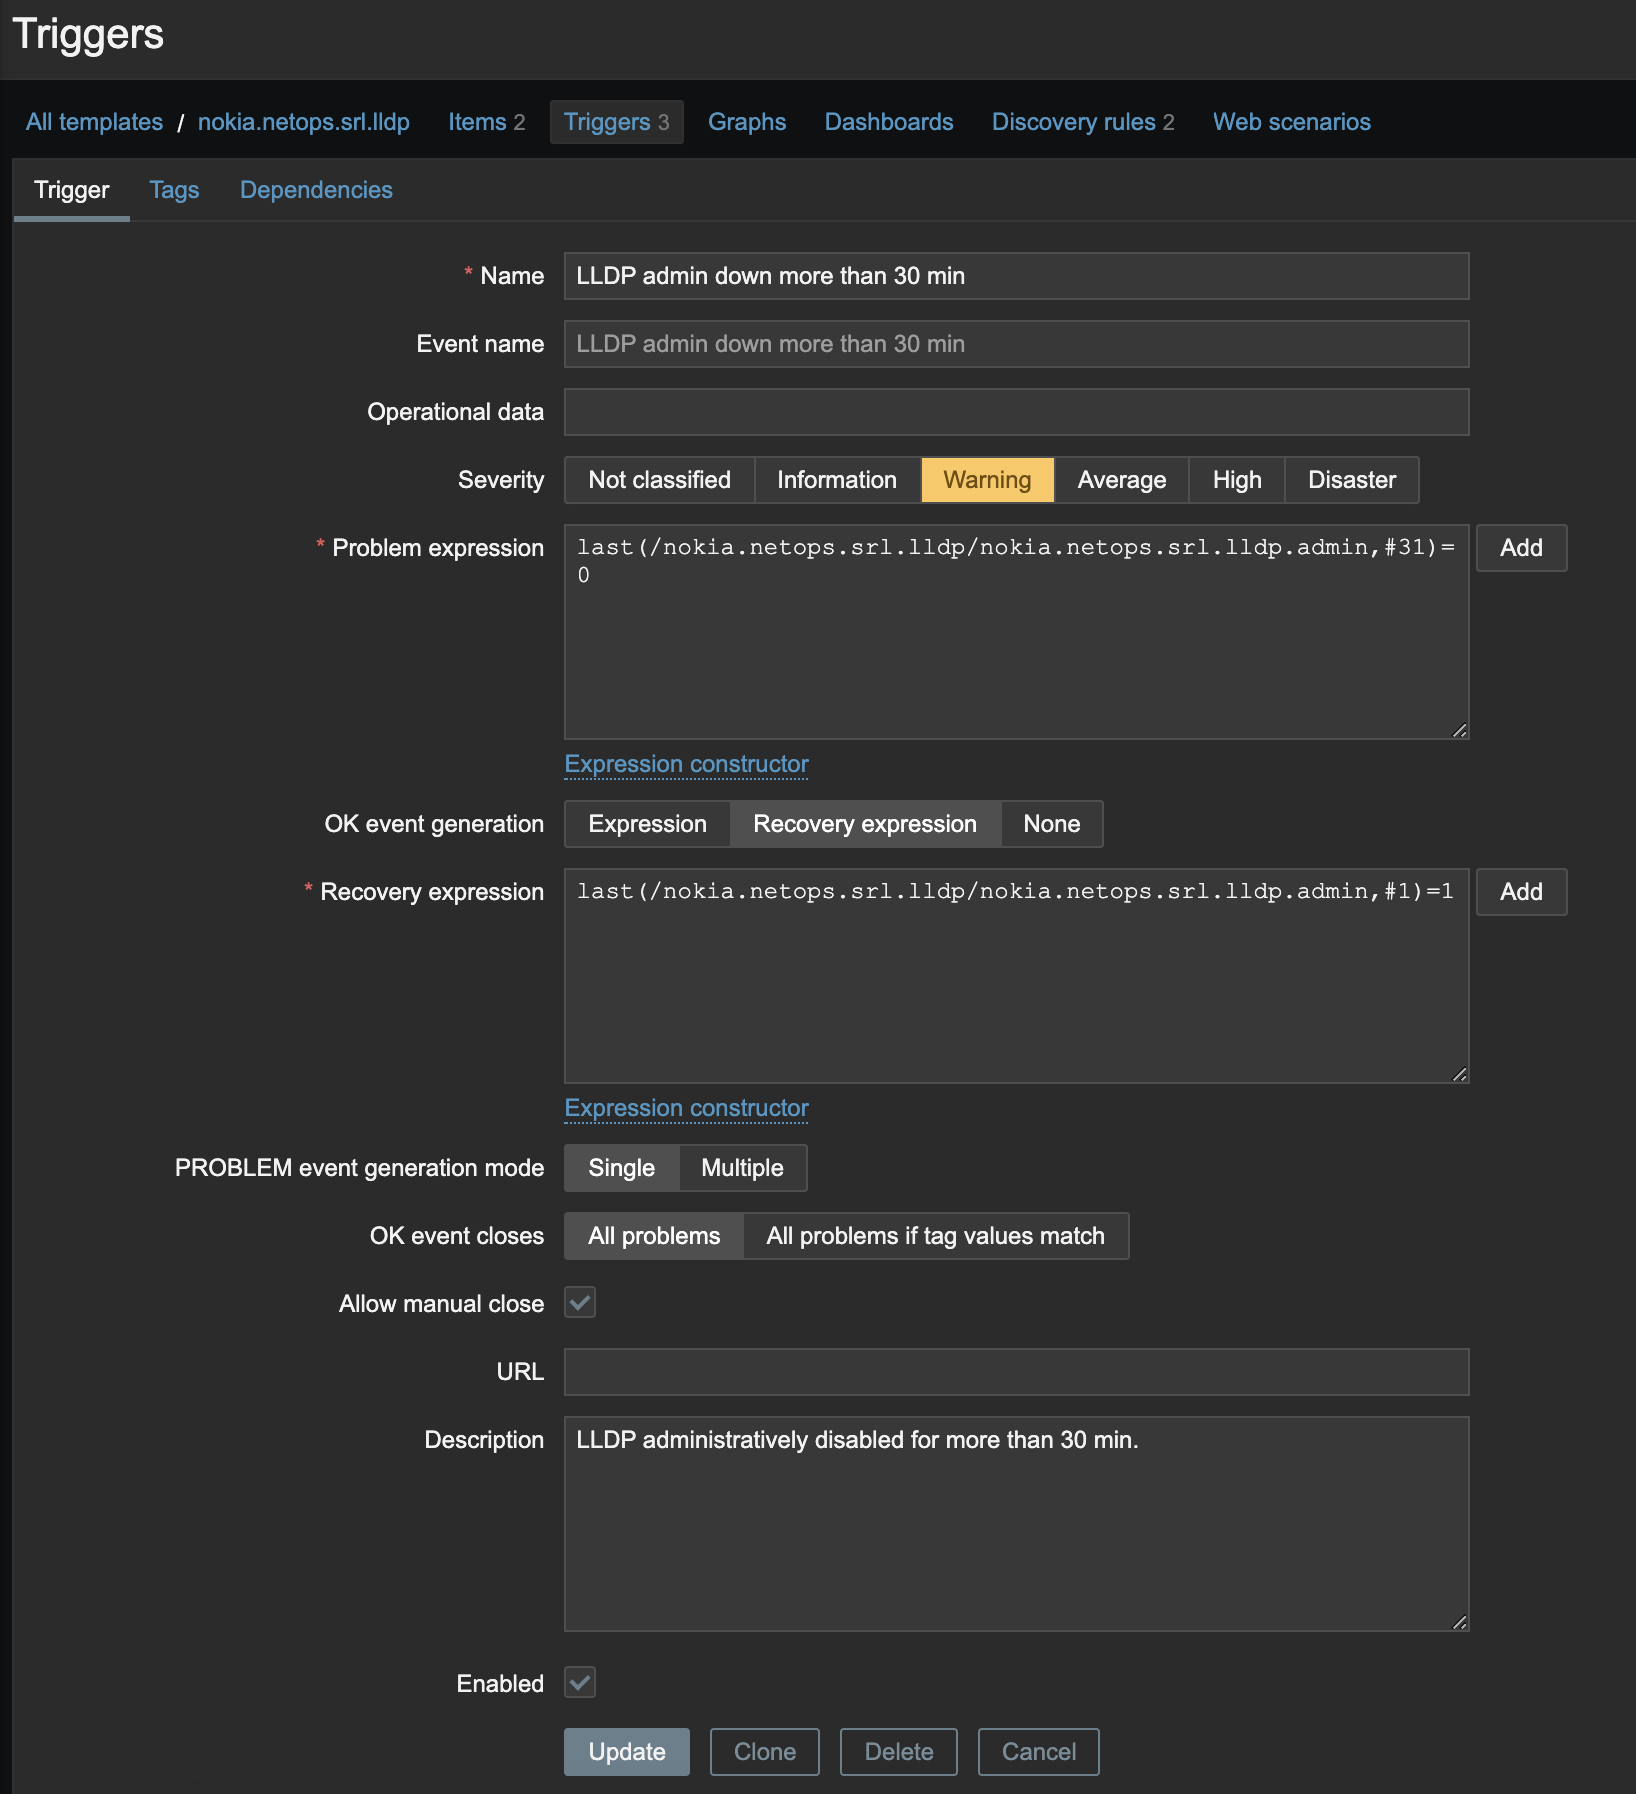 Triggers
All templates / nokia.netops.srl.lldp Items 2 Triggers 3 Graphs Dashboards Discovery rules 2 Web scenarios
Trigger Tags Dependencies
* Name LLDP admin down more than 30 min
Event name LLDP admin down more than 30 min
Operational data
Severity Not classified Information Warning Average High Disaster
* Problem expression last(/nokia.netops.srl.lldp/nokia.netops.srl.lldp.admin,#31)= Add
0
Expression constructor
OK event generation Expression Recovery expression None
* Recovery expression last(/nokia.netops.srl.lldp/nokia.netops.srl.lldp.admin,#1)=1 Add
Expression constructor
PROBLEM event generation mode Single Multiple
OK event closes All problems All problems if tag values match
Allow manual close
URL
Description LLDP administratively disabled for more than 30 min.
Enabled
Update Clone Delete Cancel